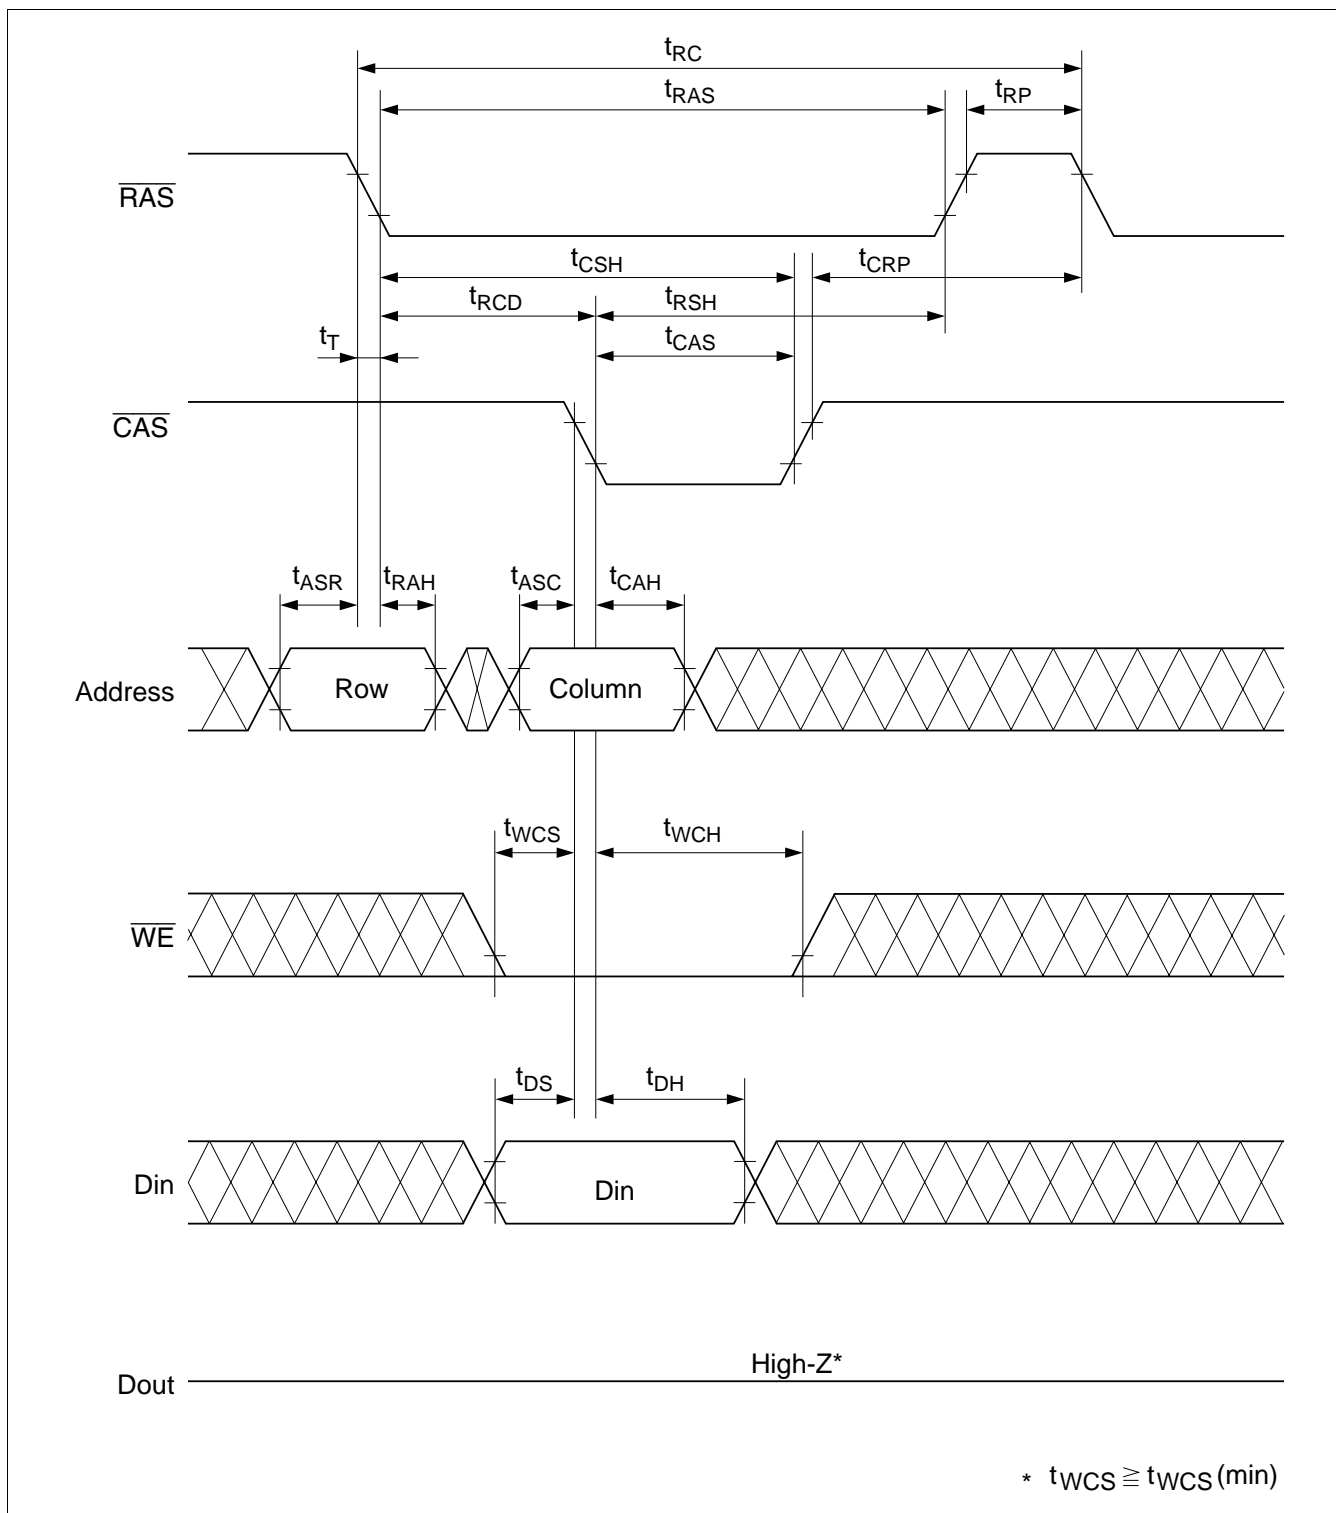 tRC
tRAS
tRP
RAS
tCSH
tCRP
tRCD
tRSH
tT
tCAS
CAS
tASR
tRAH
tASC
tCAH
Address
Row
Column
tWCS
tWCH
WE
tDS
tDH
Din
Din
High-Z*
Dout
* tWCS ≧ tWCS (min)